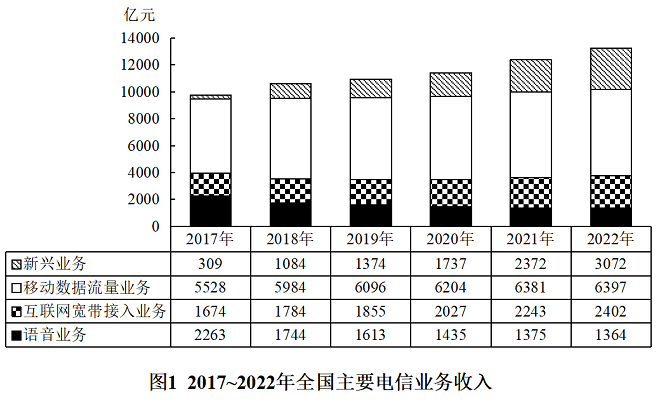 亿元
14000
12000
10000
8000
6000
4000
2000
0
2017年 2018年 2019年 2020年 2021年 2022年
新兴业务 309 1084 1374 1737 2372 3072
移动数据流量业务 5528 5984 6096 6204 6381 6397
互联网宽带接入业务 1674 1784 1855 2027 2243 2402
语音业务 2263 1744 1613 1435 1375 1364
图1 2017~2022年全国主要电信业务收入